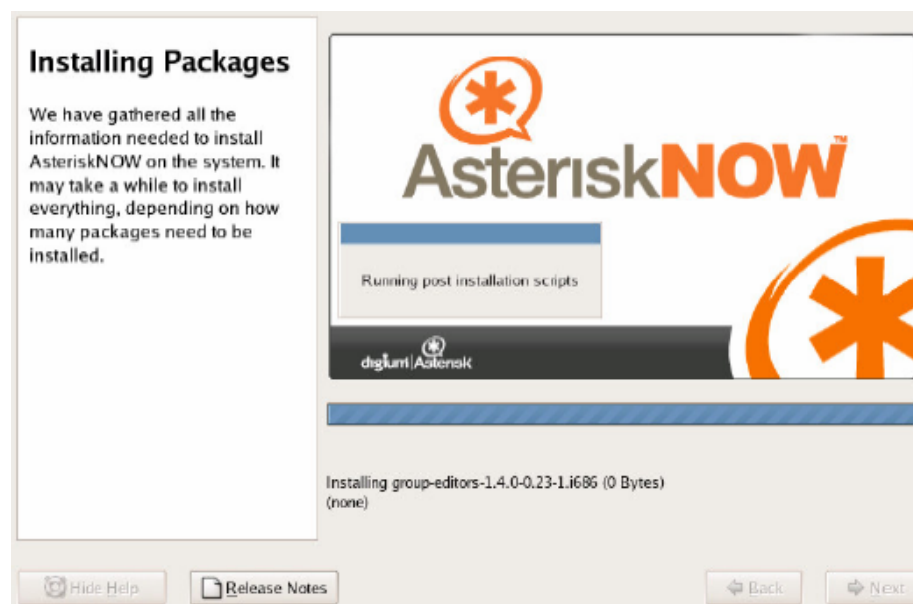 Installing Packages
We have gathered all the
information needed to install
AsteriskNOW on the system. It
may take a while to install
everything, depending on how
many packages need to be
installed.
AsteriskNOW™
Running post installation scripts
digium|Asterisk
Installing group-editors-1.4.0-0.23-1.i686 (0 Bytes)
(none)
Hide Help
Release Notes
Back
Next